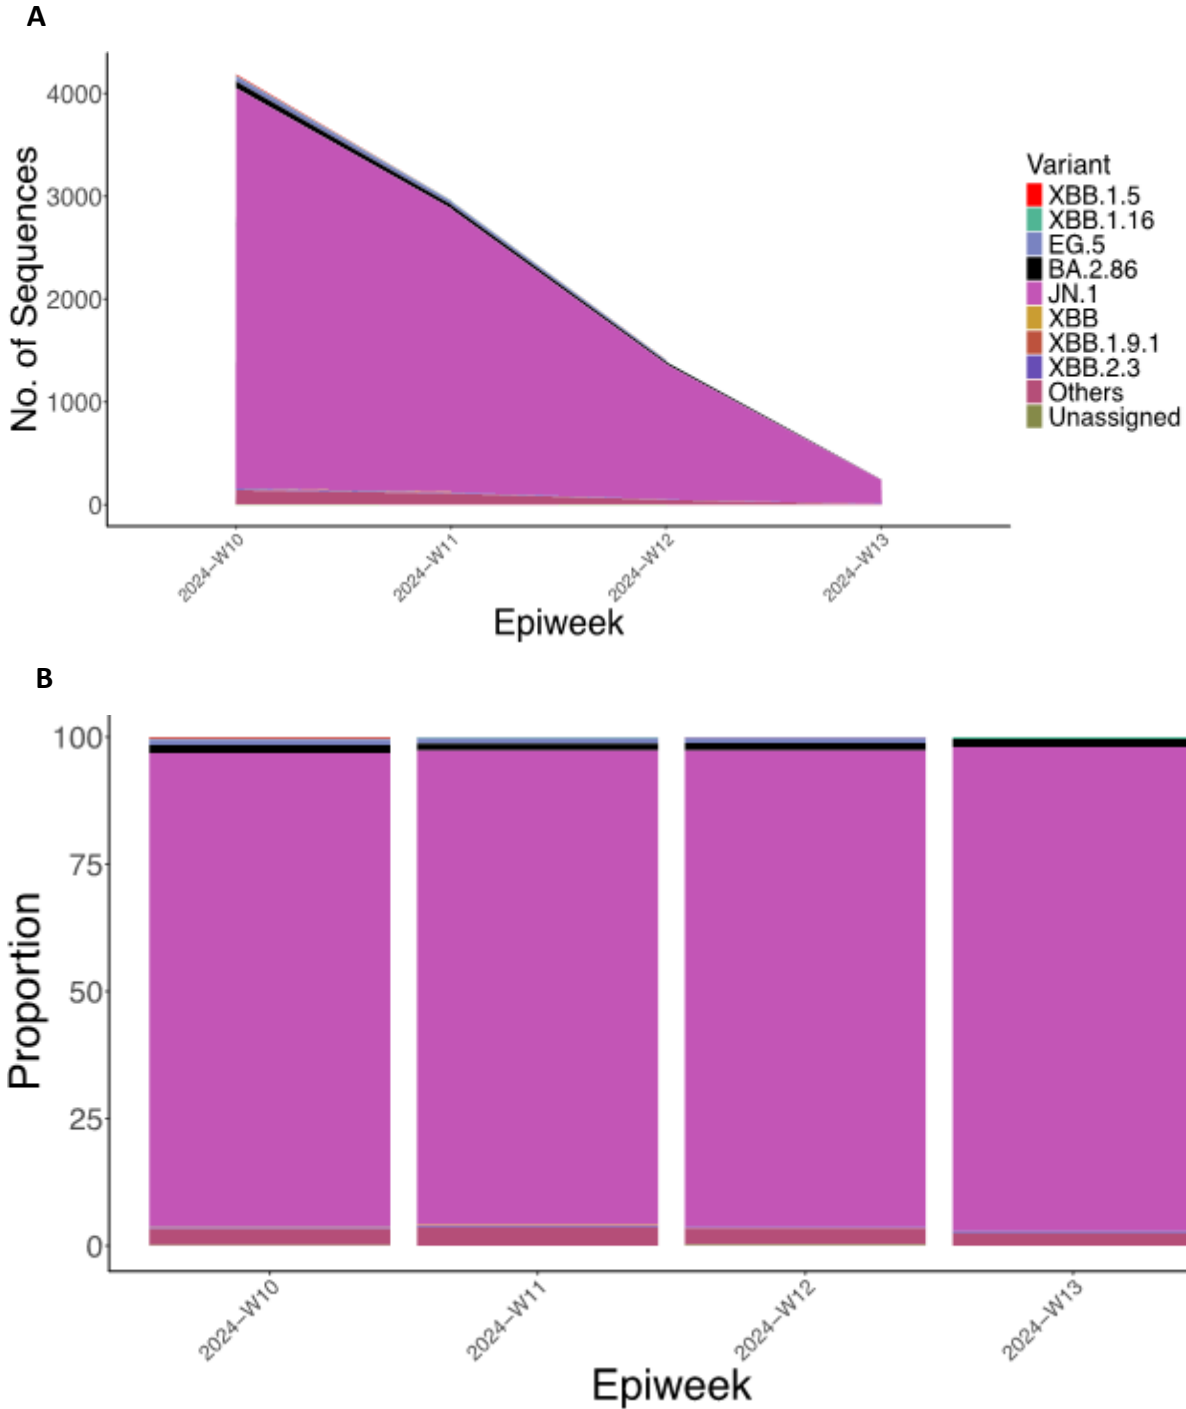 A
No. of Sequences
4000
3000
2000
1000
0
2024–W10
2024–W11
2024–W12
2024–W13
Epiweek
Variant
XBB.1.5
XBB.1.16
EG.5
BA.2.86
JN.1
XBB
XBB.1.9.1
XBB.2.3
Others
Unassigned
B
Proportion
100
75
50
25
0
2024–W10
2024–W11
2024–W12
2024–W13
Epiweek